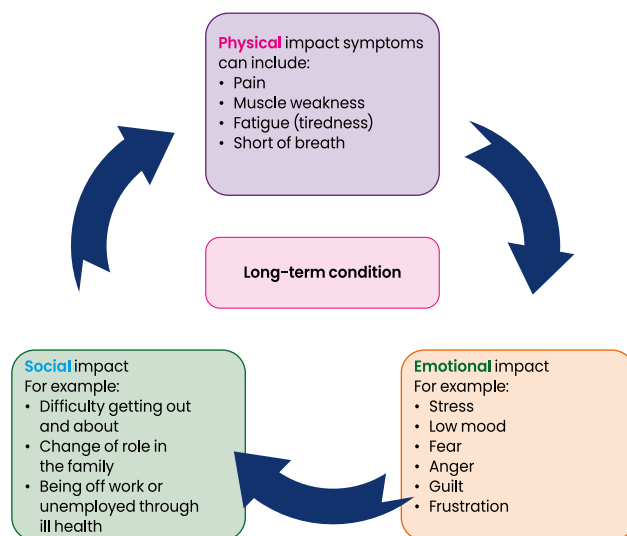 Physical impact symptoms
can include:
• Pain
• Muscle weakness
• Fatigue (tiredness)
• Short of breath
Long-term condition
Social impact
For example:
• Difficulty getting out
and about
• Change of role in
the family
• Being off work or
unemployed through
ill health
Emotional impact
For example:
• Stress
• Low mood
• Fear
• Anger
• Guilt
• Frustration